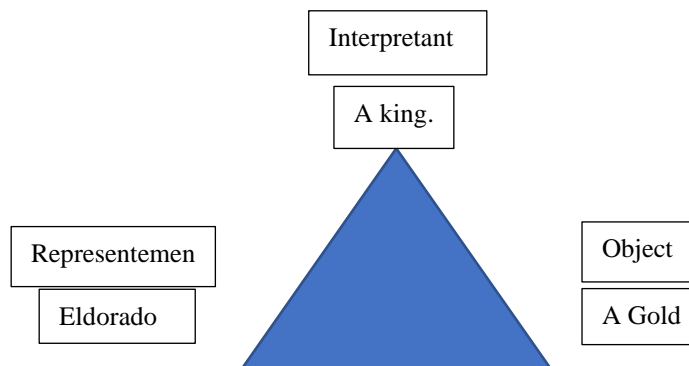 Interpretant
A king.
Representemen
Eldorado
Object
A Gold